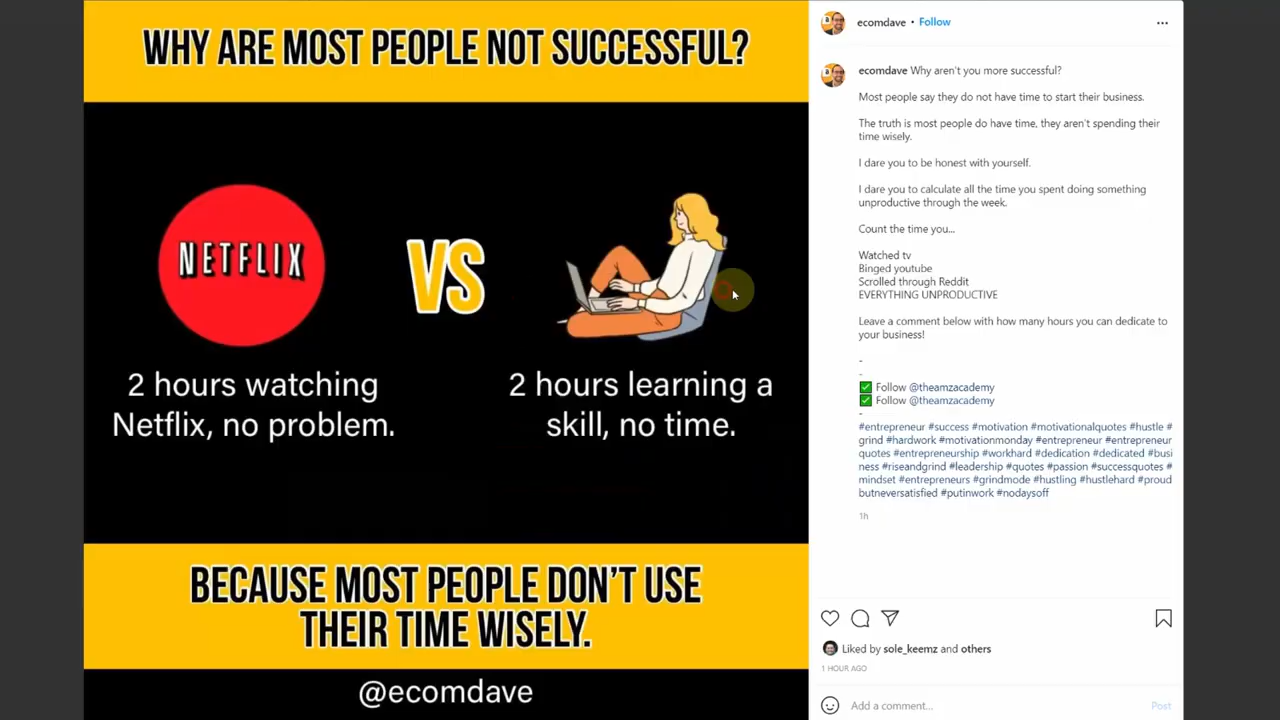 WHY ARE MOST PEOPLE NOT SUCCESSFUL?
NETFLIX
VS
2 hours watching
Netflix, no problem.
2 hours learning a
skill, no time.
BECAUSE MOST PEOPLE DON'T USE
THEIR TIME WISELY.
@ecomdave
ecomdave • Follow
ecomdave Why aren't you more successful?
Most people say they do not have time to start their business.
The truth is most people do have time, they aren't spending their
time wisely.
I dare you to be honest with yourself.
I dare you to calculate all the time you spent doing something
unproductive through the week.
Count the time you...
Watched tv
Binged youtube
Scrolled through Reddit
EVERYTHING UNPRODUCTIVE
Leave a comment below with how many hours you can dedicate to
your business!
-
-
✅ Follow @theamzacademy
✅ Follow @theamzacademy
-
#entrepreneur #success #motivation #motivationalquotes #hustle #
grind #hardwork #motivationmonday #entrepreneur #entrepreneur
quotes #entrepreneurship #workhard #dedication #dedicated #busi
ness #riseandgrind #leadership #quotes #passion #successquotes #
mindset #entrepreneurs #grindmode #hustling #hustlehard #proud
butneversatisfied #putinwork #nodaysoff
1h
Liked by sole_keemz and others
1 HOUR AGO
Add a comment...
Post